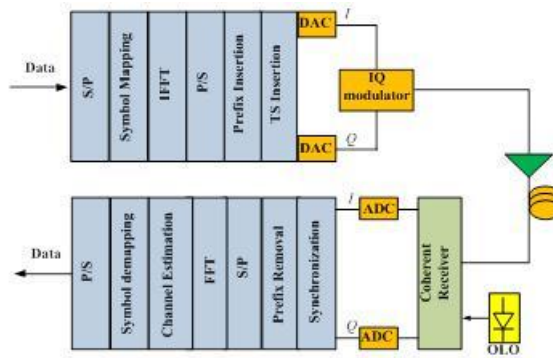 Data
S/P
Symbol Mapping
IFFT
P/S
Prefix Insertion
TS Insertion
DAC
I
DAC
Q
IQ
modulator
Data
P/S
Symbol demapping
Channel Estimation
FFT
S/P
Prefix Removal
Synchronization
I
ADC
Q
ADC
Coherent
Receiver
OLO